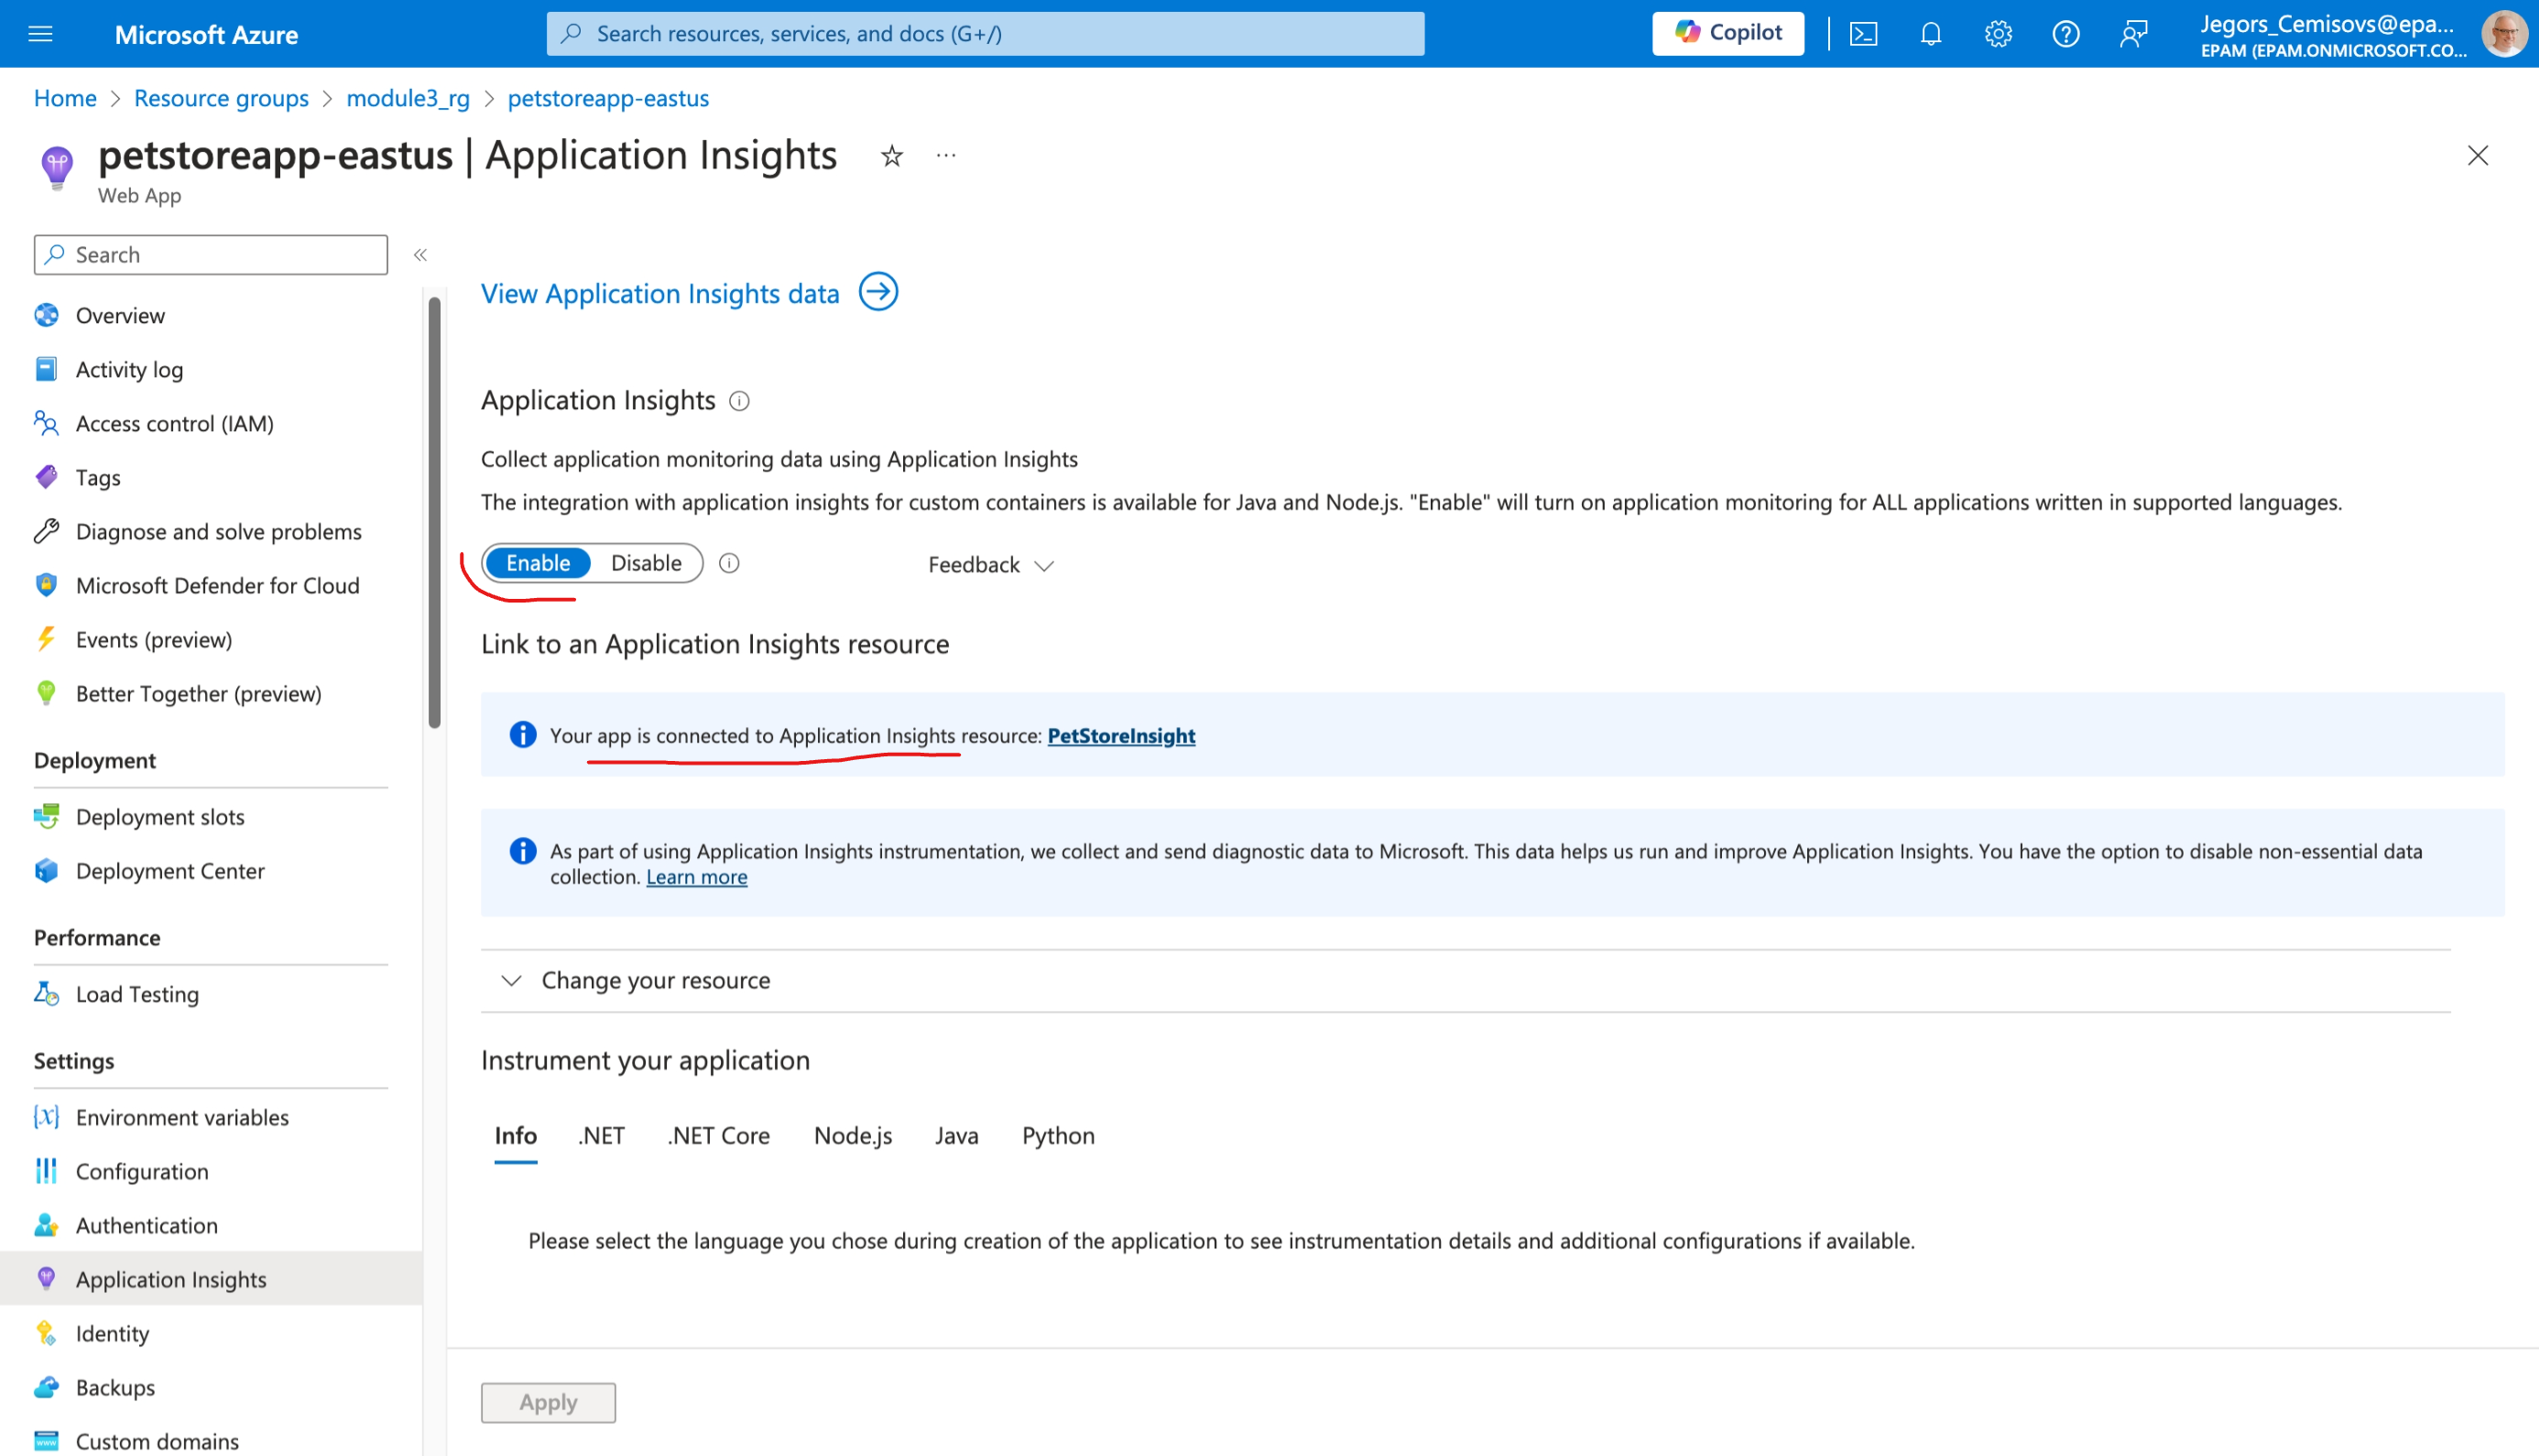 Microsoft Azure
Search resources, services, and docs (G+/)
Copilot
Jegors_Cemisovs@epa...
EPAM (EPAM.ONMICROSOFT.CO...
Home > Resource groups > module3_rg > petstoreapp-eastus
petstoreapp-eastus | Application Insights
Web App
Search
Overview
Activity log
Access control (IAM)
Tags
Diagnose and solve problems
Microsoft Defender for Cloud
Events (preview)
Better Together (preview)
Deployment
Deployment slots
Deployment Center
Performance
Load Testing
Settings
Environment variables
Configuration
Authentication
Application Insights
Identity
Backups
Custom domains
View Application Insights data
Application Insights
Collect application monitoring data using Application Insights
The integration with application insights for custom containers is available for Java and Node.js. "Enable" will turn on application monitoring for ALL applications written in supported languages.
Enable Disable
Feedback
Link to an Application Insights resource
Your app is connected to Application Insights resource: PetStoreInsight
As part of using Application Insights instrumentation, we collect and send diagnostic data to Microsoft. This data helps us run and improve Application Insights. You have the option to disable non-essential data
collection. Learn more
Change your resource
Instrument your application
Info .NET .NET Core Node.js Java Python
Please select the language you chose during creation of the application to see instrumentation details and additional configurations if available.
Apply